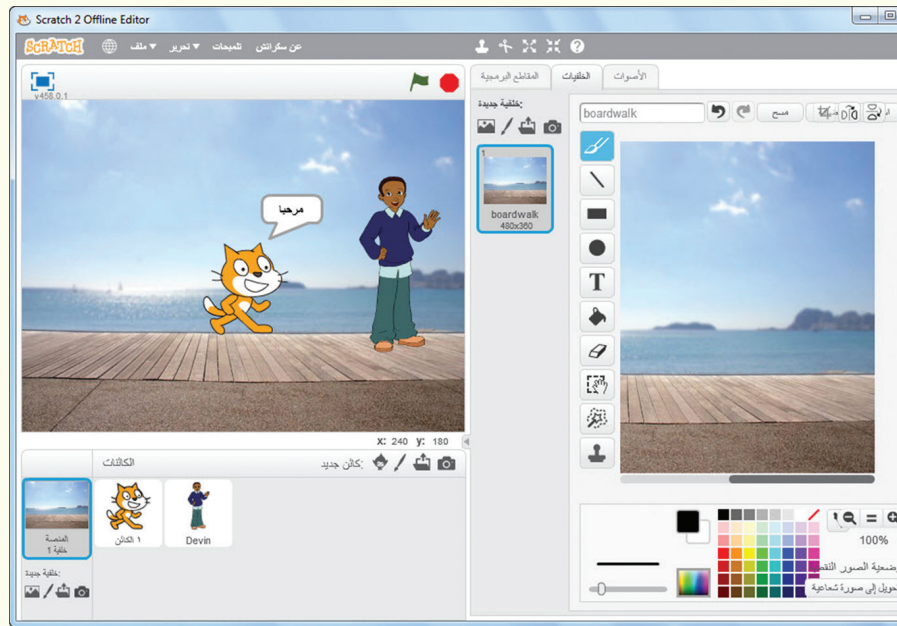 Scratch 2 Offline Editor
SCRATCH ملف ▼ تحرير ▼ تلميحات عن سكراتش
v458.0.1
المقاطع البرمجية الخلفيات الأصوات
خلفية جديدة:
boardwalk
مسح
1
boardwalk
480x360
مرحبا
T
x: 240 y: 180
الكائنات
كائن جديد:
المنصة
خلفية 1
الكائن 1
Devin
خلفية جديدة:
100%
تحويل إلى صورة شعاعية